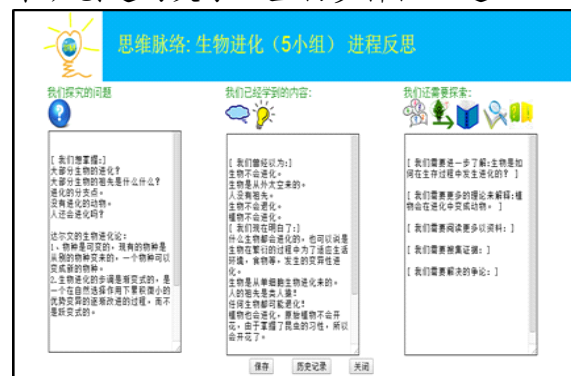 思维脉络: 生物进化（5小组） 进程反思
我们探究的问题
[ 我们想掌握:]
大部分生物的进化?
大部分生物的祖先是什么什么?
进化的分支点。
没有进化的动物。
人还会进化吗?
达尔文的生物进化论:
1、物种是可变的，现有的物种是
从别的物种变来的，一个物种可以
变成新的物种。
2.生物进化的步调是渐变式的，是
一个在自然选择作用下累积微小的
优势变异的逐渐改进的过程，而不
是跃变式的。
我们已经学到的内容:
[ 我们曾经以为:]
生物不会进化。
生物是从外太空来的。
人没有祖先。
生物不会退化。
植物不会进化。
[ 我们现在明白了:]
什么生物都会进化的，也可以说是
生物在繁衍的过程中为了适应生活
环境，食物等，发生的变异性进
化。
生物是从单细胞生物进化来的。
人的祖先是类人猿?
任何生物都可能退化?
植物也会进化，原始植物不会开
花，由于掌握了昆虫的习性，所以
会开花了。
我们还需要探索:
[ 我们需要进一步了解:生物是如
何在生存过程中发生进化的? ]
[ 我们需要更多的理论来解释:植
物会在进化中变成动物。 ]
[ 我们需要阅读更多以资料: ]
[ 我们需要搜集证据: ]
[ 我们需要解决的争论: ]
保存 历史记录 关闭